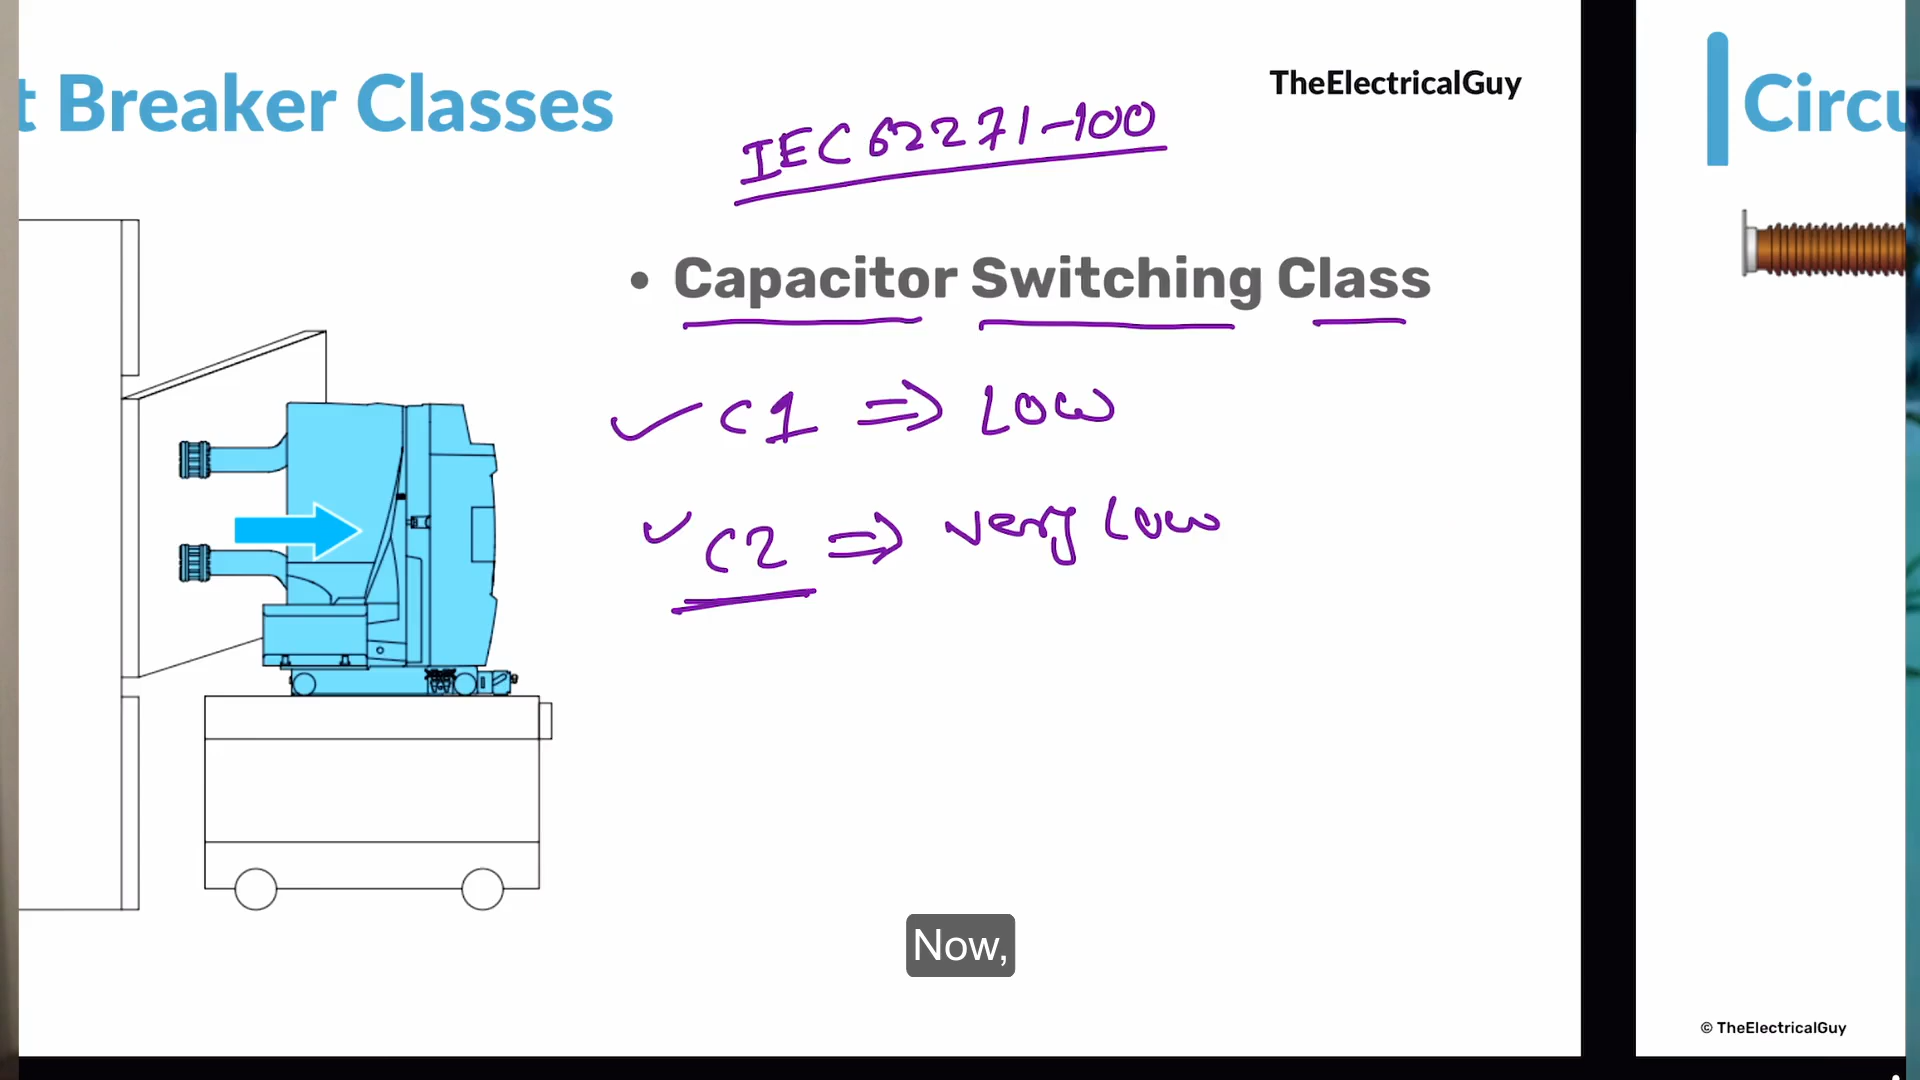 t Breaker Classes
TheElectricalGuy
IEC 62271-100
• Capacitor Switching Class
C1 ⇒ Low
C2 ⇒ very Low
Now,
Circu
© TheElectricalGuy